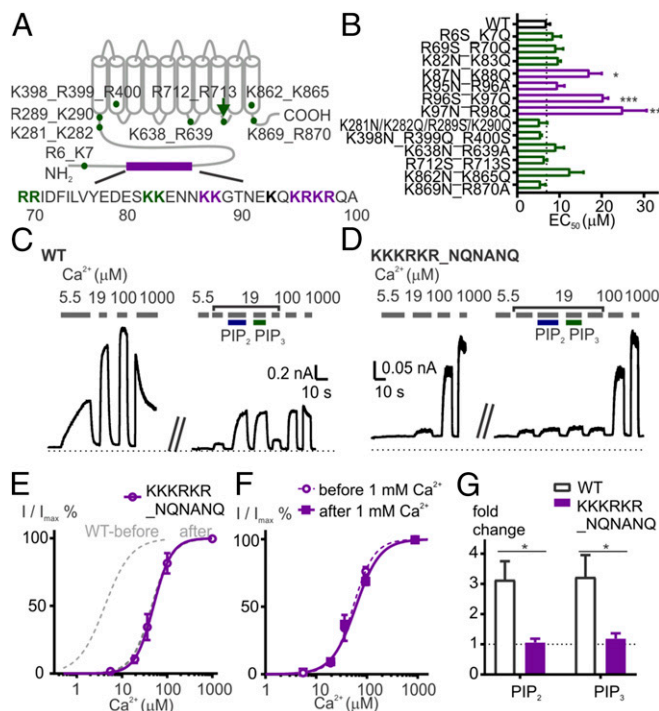 A
K398_R399_R400 R712_R713 K862_K865
R289_K290
K281_K282
COOH
K638_R639 K869_R870
R6_K7
NH2
RRIDFILVYEDESKKENNKKGTNEKQKRKRQA
70 80 90 100
B
WT
R6S_K7Q
R69S_R70Q
K82N_K83Q
K87N_K88Q *
K95N_R96A
R96S_K97Q ***
K97N_R98Q **
K281N/K282Q/R289S/K290Q
K398N_R399Q_R400S
K638N_R639A
R712S_R713S
K862N_K865Q
K869N_R870A
0 10 20 30
EC50 (μM)
C
WT
Ca2+ (μM)
5.5 19 100 1000 5.5 19 100 1000
PIP2 PIP3
0.2 nA
10 s
D
KKKRKR_NQNANQ
Ca2+ (μM)
5.5 19 100 1000 5.5 19 100 1000
PIP2 PIP3
0.05 nA
10 s
E
KKKRKR
_NQNANQ
I / Imax %
WT-before after
100
50
0
1 10 100 1000
Ca2+ (μM)
F
before 1 mM Ca2+
after 1 mM Ca2+
I / Imax %
100
50
0
1 10 100 1000
Ca2+ (μM)
G
WT
KKKRKR
_NQNANQ
fold
change
* *
4
3
2
1
0
PIP2 PIP3